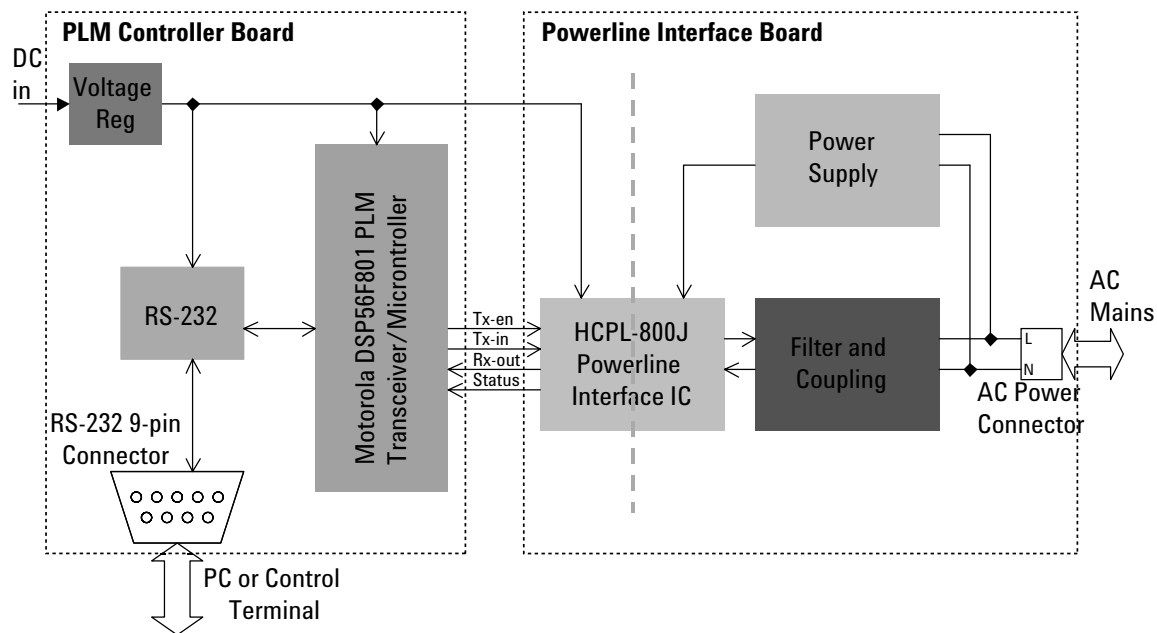 PLM Controller Board
Powerline Interface Board
DC
in
Voltage
Reg
Power
Supply
Motorola DSP56F801 PLM
Transceiver/Microntroller
RS-232
Tx-en
Tx-in
Rx-out
Status
HCPL-800J
Powerline
Interface IC
Filter and
Coupling
L
N
AC
Mains
AC Power
Connector
RS-232 9-pin
Connector
PC or Control
Terminal